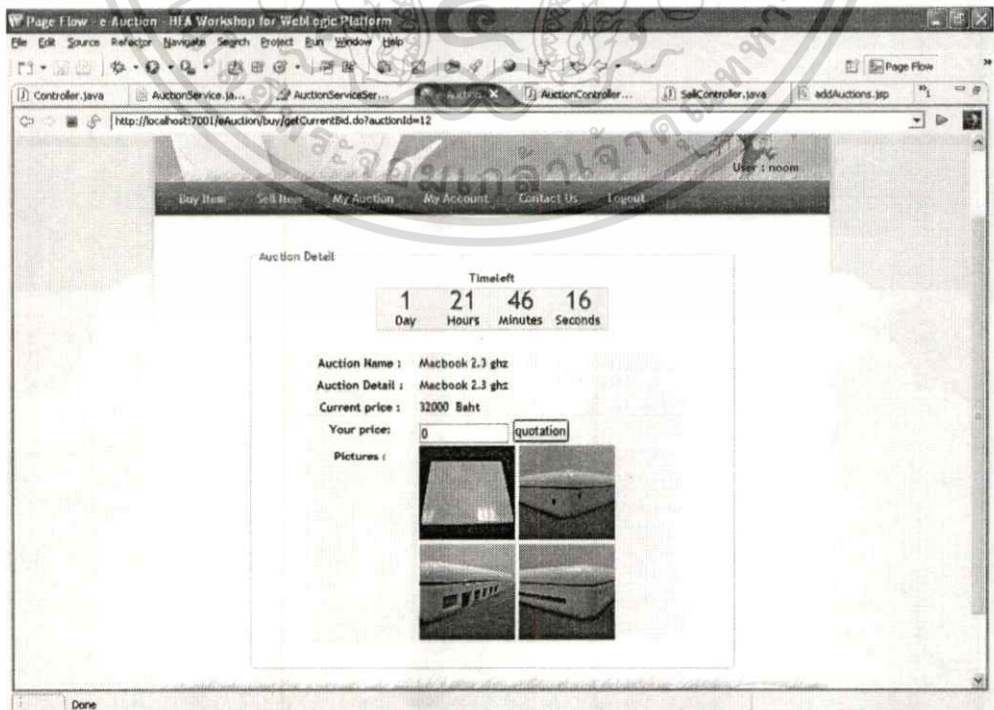 Page Flow - e-Auction - BEA Workshop for WebLogic Platform
File Edit Source Refactor Navigate Search Project Run Window Help
Page Flow
Controller.java AuctionService.ja... AuctionServiceSer... e-Auction AuctionController... SellController.java addAuctions.jsp
http://localhost:7001/eAuction/buy/getCurrentBid.do?auctionId=12
User : noom
Buy Item Sell Item My Auction My Account Contact Us Logout
Auction Detail
Timeleft
1 21 46 16
Day Hours Minutes Seconds
Auction Name : Macbook 2.3 ghz
Auction Detail : Macbook 2.3 ghz
Current price : 32000 Baht
Your price: 0 quotation
Pictures :
Done